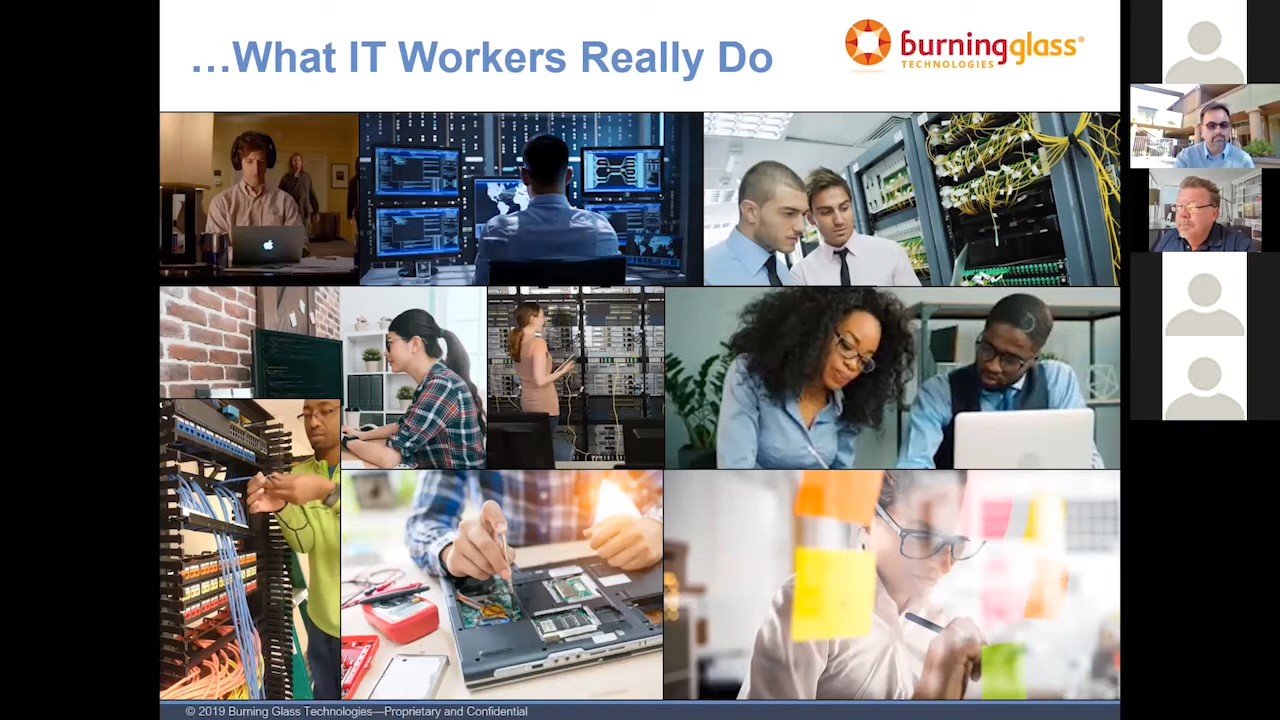 ...What IT Workers Really Do
burningglass®
TECHNOLOGIES
© 2019 Burning Glass Technologies—Proprietary and Confidential